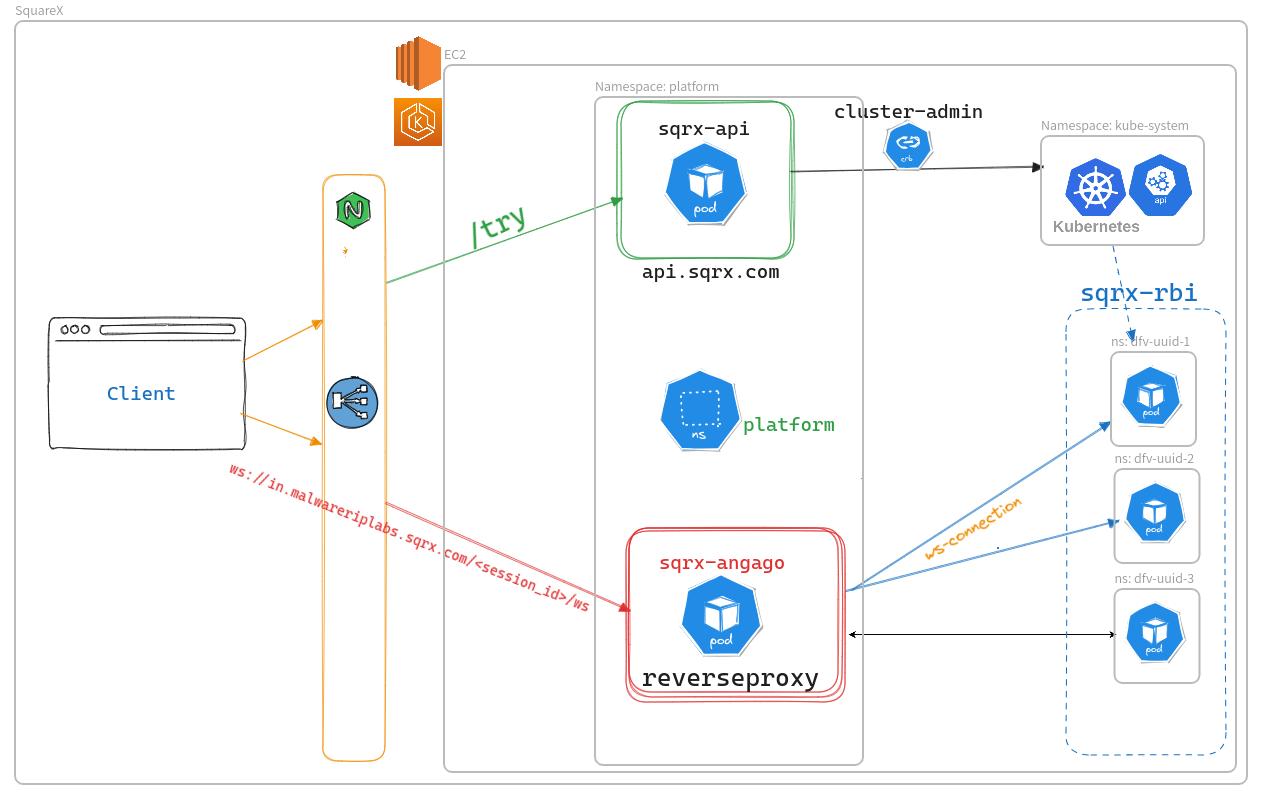 SquareX
EC2
Namespace: platform
cluster-admin
sqrx-api
crb
Namespace: kube-system
pod
api
Kubernetes
/try
api.sqrx.com
sqrx-rbi
ns: dfv-uuid-1
Client
pod
ns
platform
ns: dfv-uuid-2
ws://in.malwareriplabs.sqrx.com/<session_id>/ws
pod
ws-connection
sqrx-angago
ns: dfv-uuid-3
pod
pod
reverseproxy